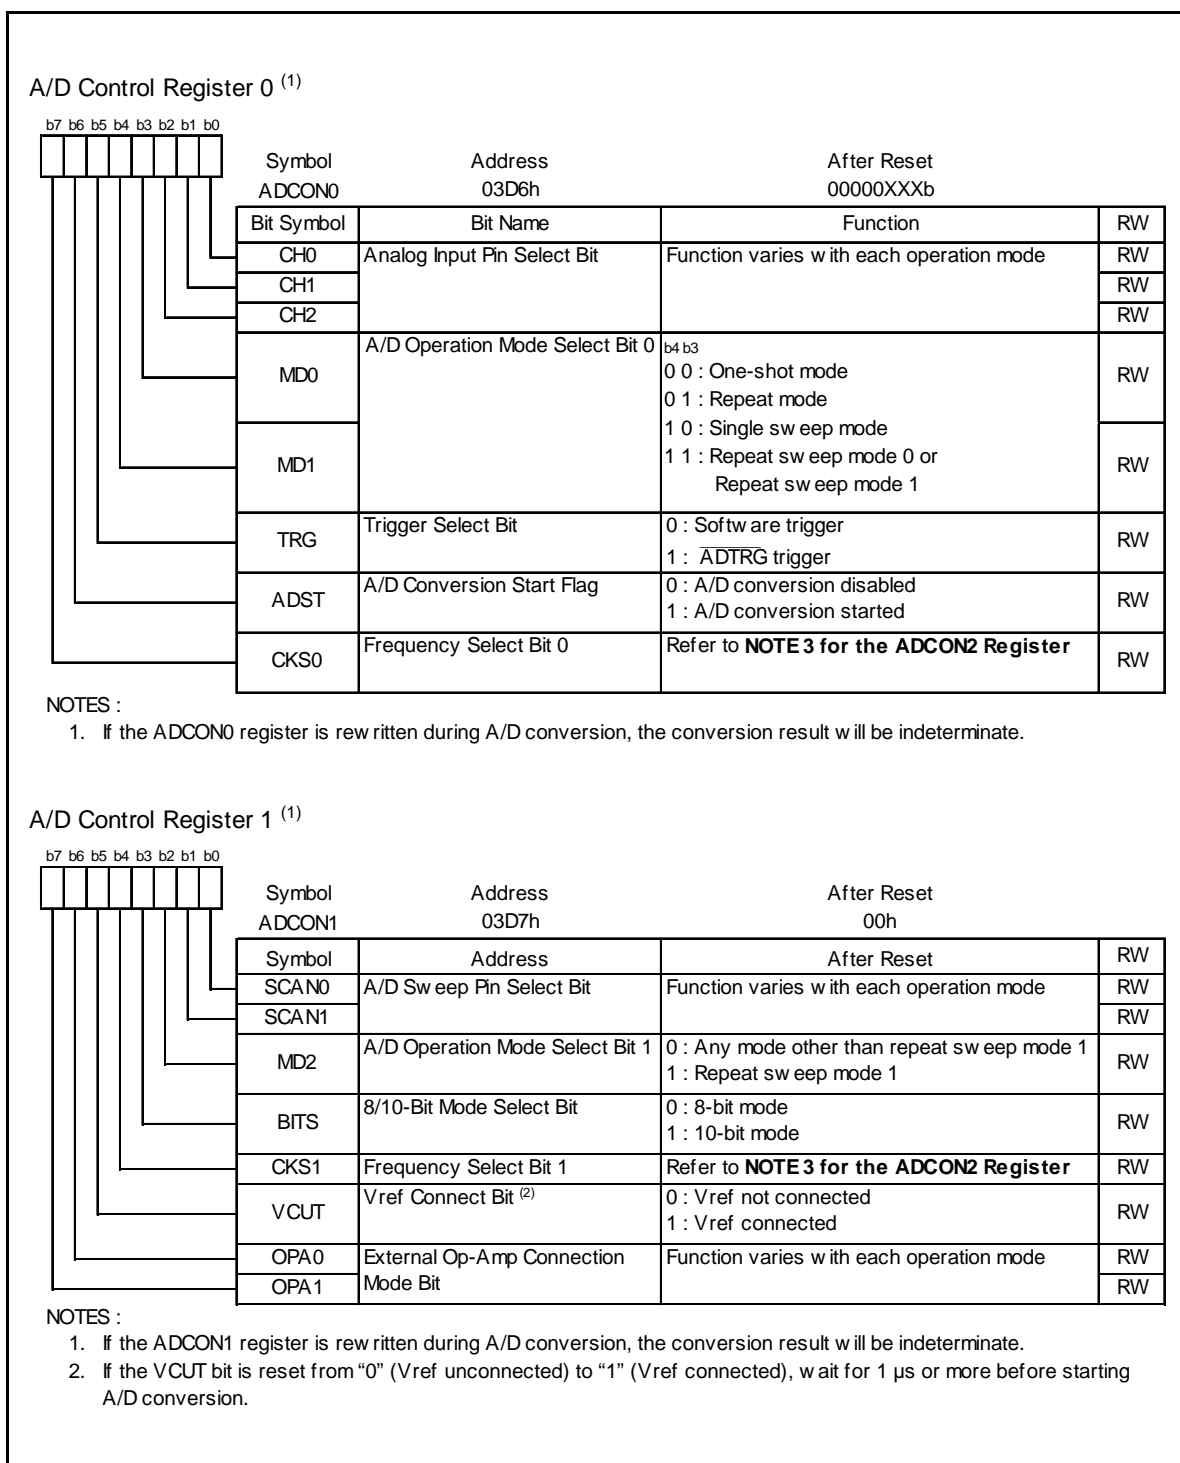 A/D Control Register 0 (1)
b7 b6 b5 b4 b3 b2 b1 b0
Symbol Address After Reset
ADCON0 03D6h 00000XXXb
Bit Symbol Bit Name Function RW
CH0 Analog Input Pin Select Bit Function varies with each operation mode RW
CH1 RW
CH2 RW
A/D Operation Mode Select Bit 0 b4 b3
MD0 0 0 : One-shot mode RW
0 1 : Repeat mode
1 0 : Single sweep mode
MD1 1 1 : Repeat sweep mode 0 or RW
Repeat sweep mode 1
TRG Trigger Select Bit 0 : Software trigger RW
1 : ADTRG trigger
ADST A/D Conversion Start Flag 0 : A/D conversion disabled RW
1 : A/D conversion started
CKS0 Frequency Select Bit 0 Refer to NOTE 3 for the ADCON2 Register RW
NOTES :
1. If the ADCON0 register is rewritten during A/D conversion, the conversion result will be indeterminate.
A/D Control Register 1 (1)
b7 b6 b5 b4 b3 b2 b1 b0
Symbol Address After Reset
ADCON1 03D7h 00h
Symbol Address After Reset RW
SCAN0 A/D Sweep Pin Select Bit Function varies with each operation mode RW
SCAN1 RW
MD2 A/D Operation Mode Select Bit 1 0 : Any mode other than repeat sweep mode 1 RW
1 : Repeat sweep mode 1
BITS 8/10-Bit Mode Select Bit 0 : 8-bit mode RW
1 : 10-bit mode
CKS1 Frequency Select Bit 1 Refer to NOTE 3 for the ADCON2 Register RW
VCUT Vref Connect Bit (2) 0 : Vref not connected RW
1 : Vref connected
OPA0 External Op-Amp Connection Function varies with each operation mode RW
OPA1 Mode Bit RW
NOTES :
1. If the ADCON1 register is rewritten during A/D conversion, the conversion result will be indeterminate.
2. If the VCUT bit is reset from “0” (Vref unconnected) to “1” (Vref connected), wait for 1 µs or more before starting
A/D conversion.